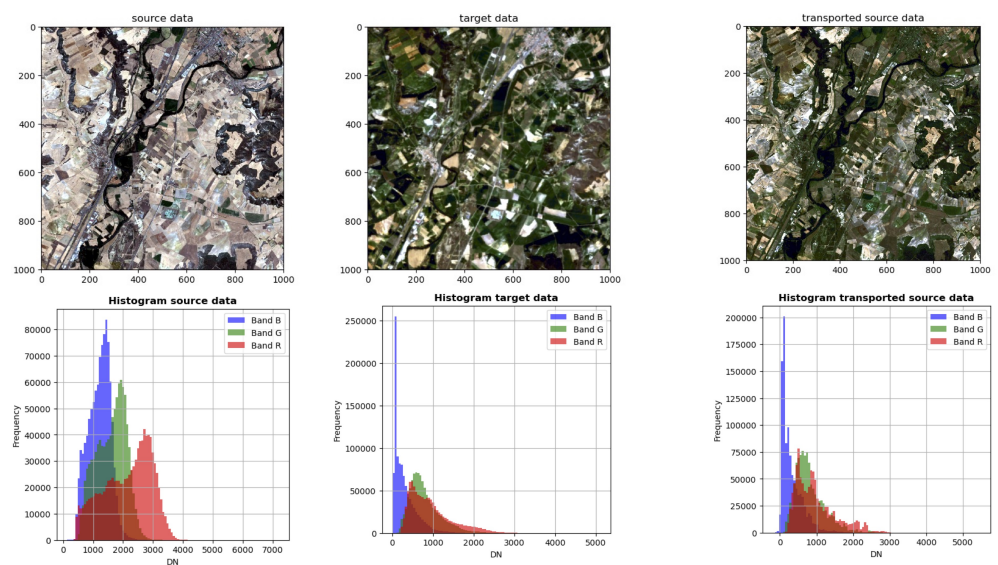 source data
0
200
400
600
800
1000
0 200 400 600 800 1000
target data
0
200
400
600
800
1000
0 200 400 600 800 1000
transported source data
0
200
400
600
800
1000
0 200 400 600 800 1000
Histogram source data
Band B
Band G
Band R
Frequency
80000
70000
60000
50000
40000
30000
20000
10000
0
0 1000 2000 3000 4000 5000 6000 7000
DN
Histogram target data
Band B
Band G
Band R
Frequency
250000
200000
150000
100000
50000
0
0 1000 2000 3000 4000 5000
DN
Histogram transported source data
Band B
Band G
Band R
Frequency
200000
175000
150000
125000
100000
75000
50000
25000
0
0 1000 2000 3000 4000 5000
DN